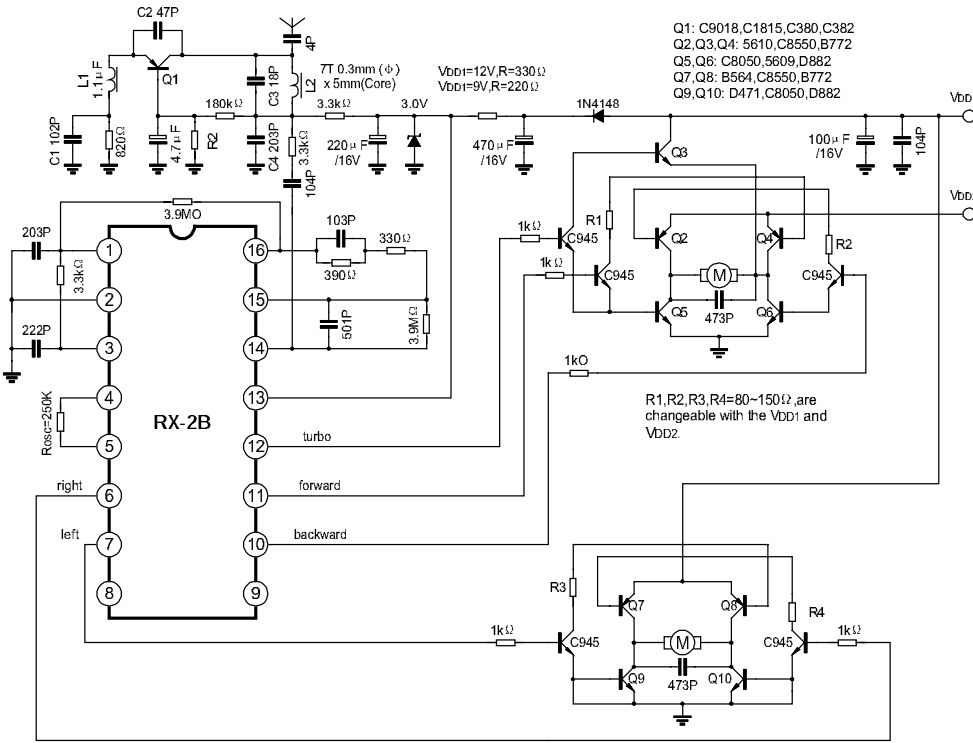 C2 47P
4P
Q1
L1
1.1μF
C3 18P
L2
7T 0.3mm (Φ)
x 5mm(Core)
VDD1=12V,R=330Ω
VDD1=9V,R=220Ω
Q1: C9018,C1815,C380,C382
Q2,Q3,Q4: 5610,C8550,B772
Q5,Q6: C8050,5609,D882
Q7,Q8: B564,C8550,B772
Q9,Q10: D471,C8050,D882
180kΩ
3.3kΩ
3.0V
1N4148
VDD
C1 102P
820Ω
4.7μF
R2
C4 203P
3.3kΩ
220μF
/16V
470μF
/16V
Q3
100μF
/16V
104P
104P
3.9MO
VDD
203P
3.3kΩ
222P
103P
390Ω
330Ω
501P
3.9MΩ
1kΩ
C945
1kΩ
C945
R1
Q2
Q4
R2
C945
M
473P
Q5
Q6
1kO
R1,R2,R3,R4=80~150Ω,are
changeable with the VDD1 and
VDD2.
RX-2B
1
2
3
4
5
6
7
8
16
15
14
13
12
11
10
9
Rosc=250K
turbo
right
forward
left
backward
R3
Q7
Q8
R4
1kΩ
C945
M
C945
1kΩ
Q9
473P
Q10